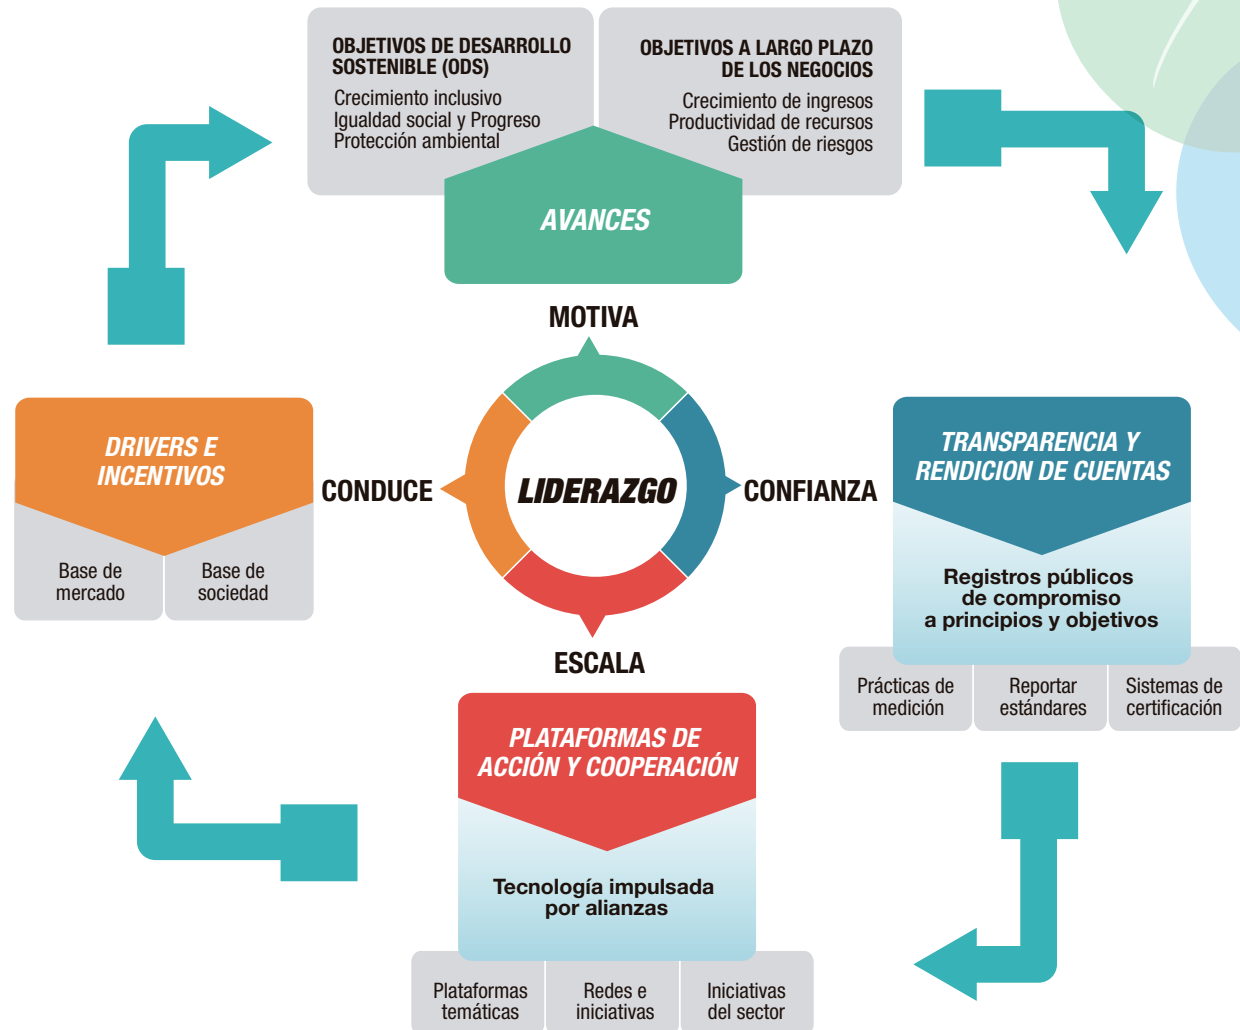 OBJETIVOS DE DESARROLLO
SOSTENIBLE (ODS)
Crecimiento inclusivo
Igualdad social y Progreso
Protección ambiental
OBJETIVOS A LARGO PLAZO
DE LOS NEGOCIOS
Crecimiento de ingresos
Productividad de recursos
Gestión de riesgos
AVANCES
MOTIVA
DRIVERS E
INCENTIVOS
Base de
mercado
Base de
sociedad
CONDUCE
LIDERAZGO
CONFIANZA
TRANSPARENCIA Y
RENDICION DE CUENTAS
Registros públicos
de compromiso
a principios y objetivos
Prácticas de
medición
Reportar
estándares
Sistemas de
certificación
ESCALA
PLATAFORMAS DE
ACCIÓN Y COOPERACIÓN
Tecnología impulsada
por alianzas
Plataformas
temáticas
Redes e
iniciativas
Iniciativas
del sector